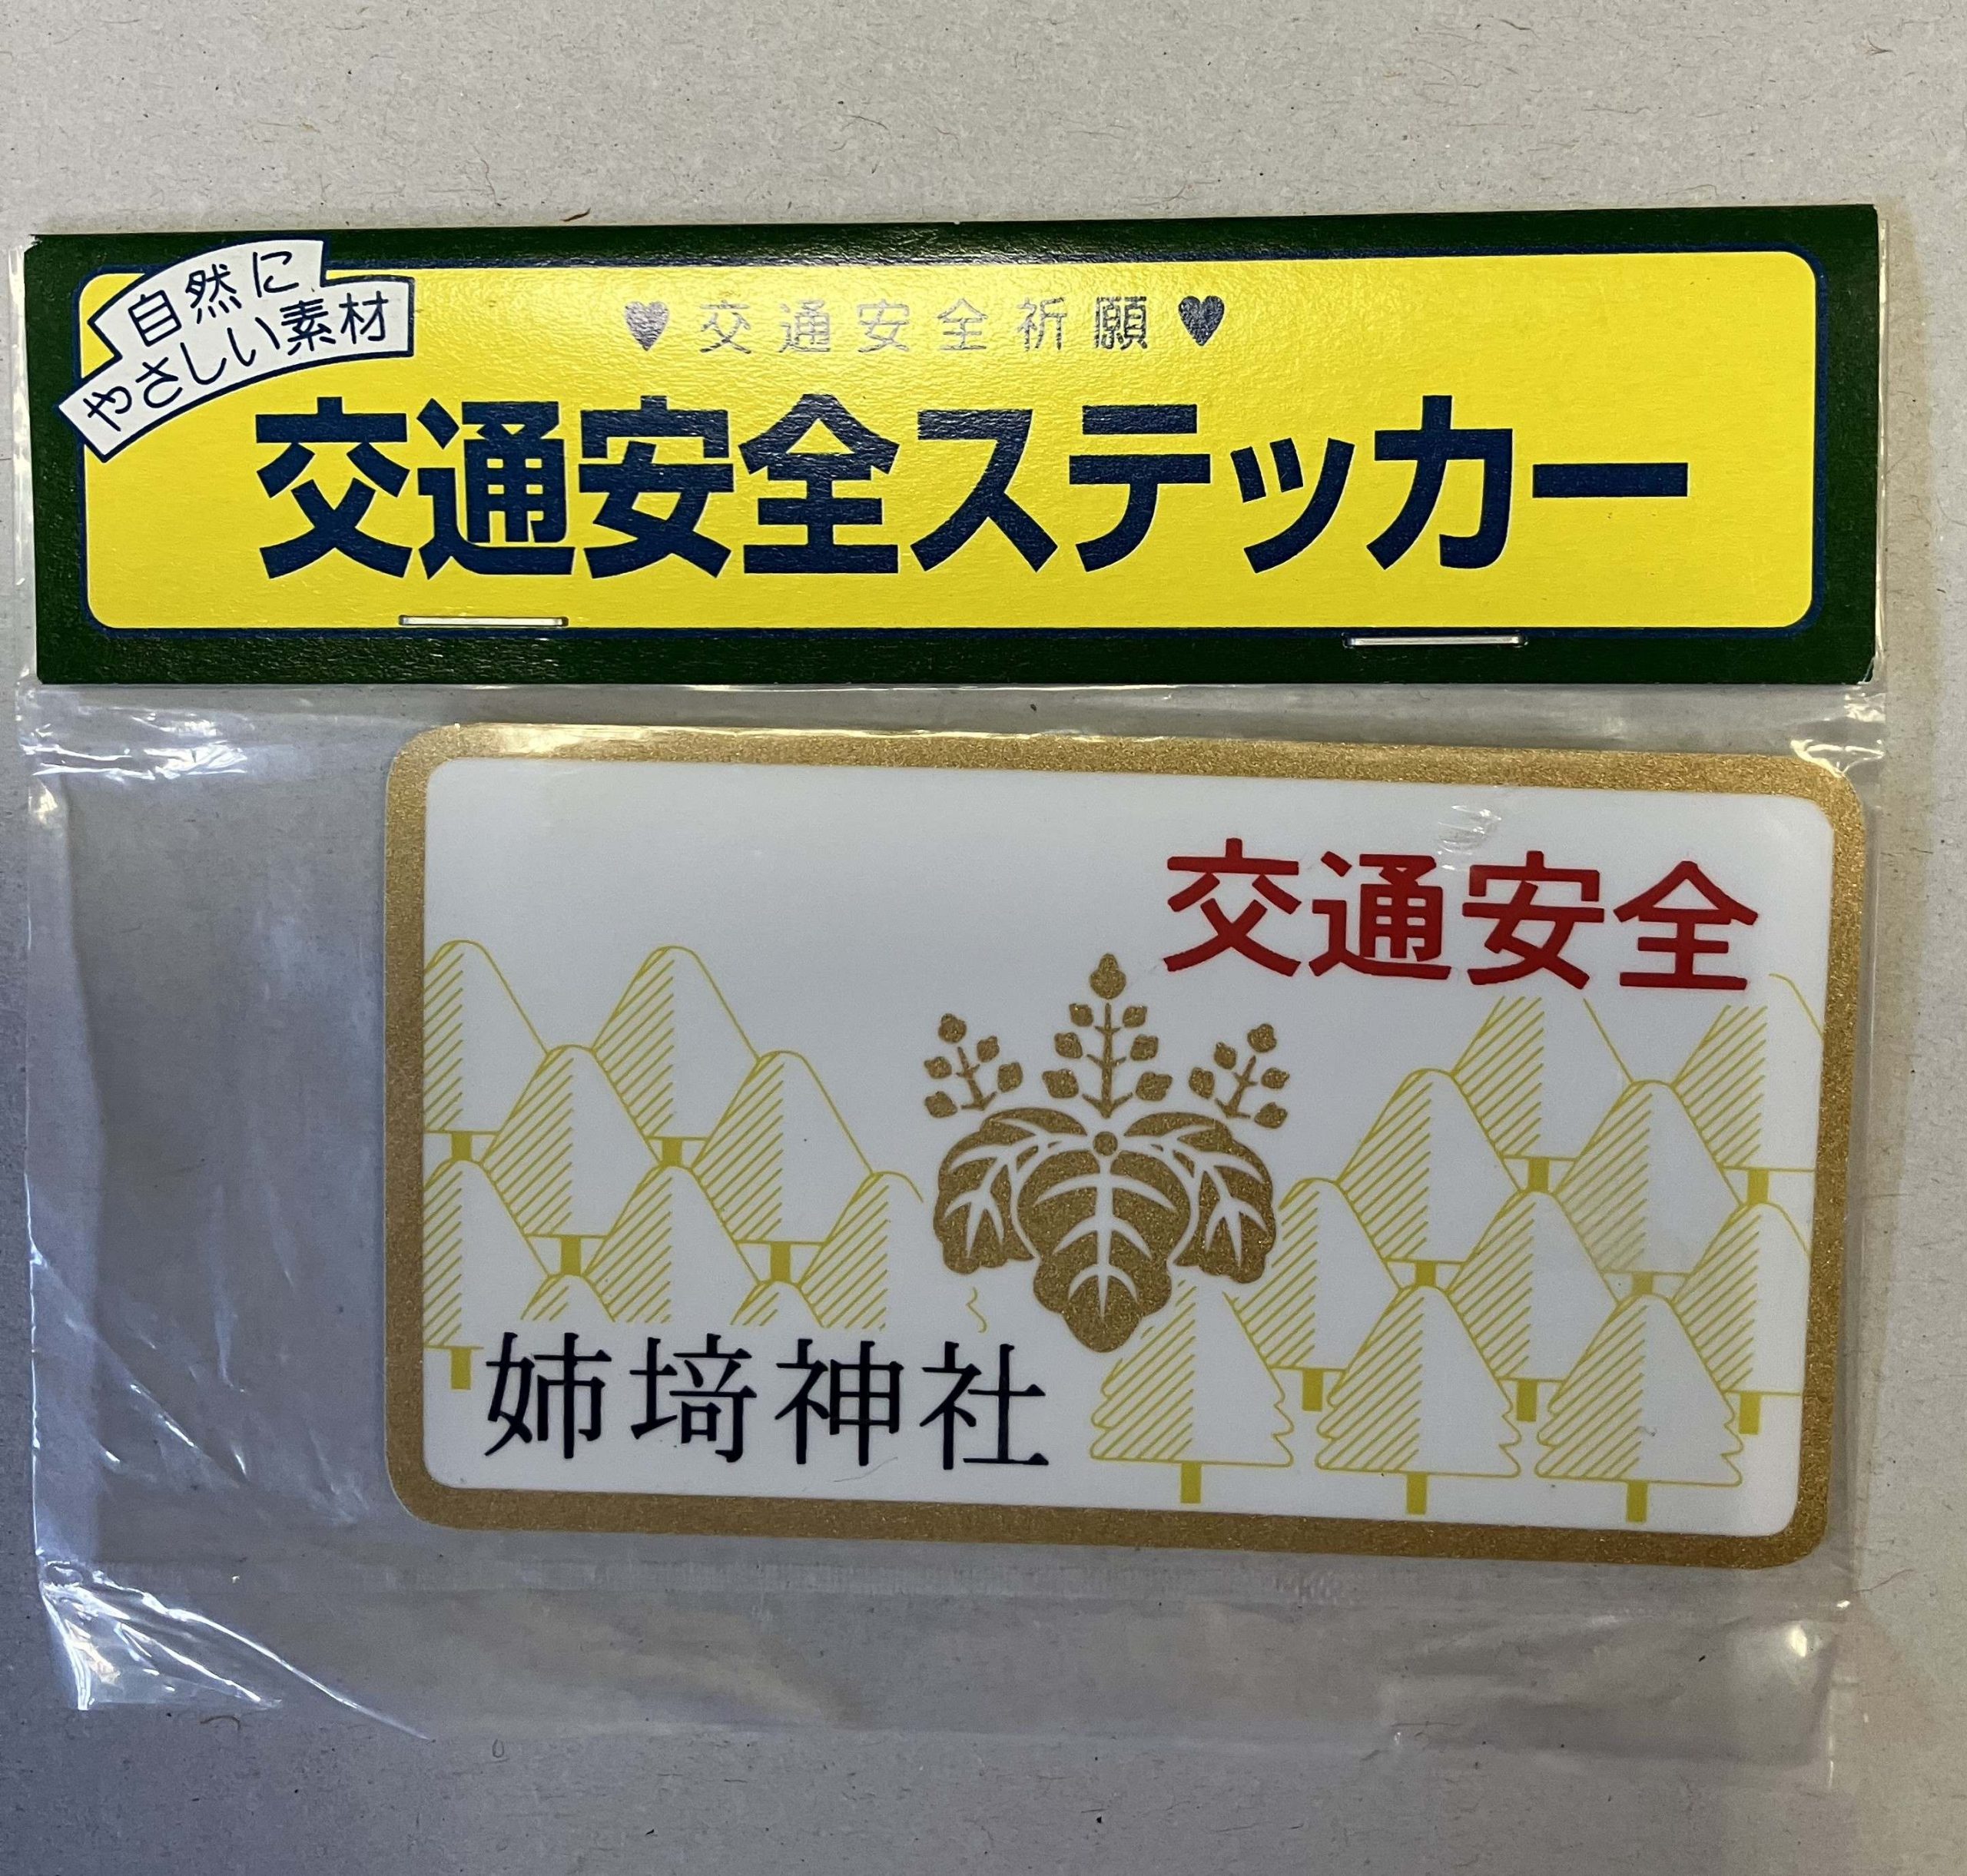 自然に
やさしい素材
♥交通安全祈願♥
交通安全ステッカー
交通安全
姉埼神社